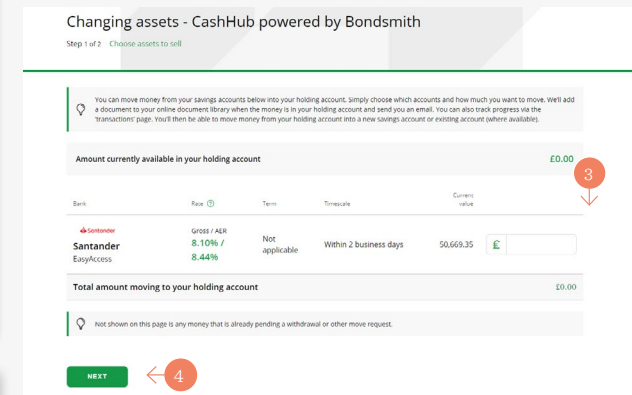 Changing assets - CashHub powered by Bondsmith
Step 1 of 2 Choose assets to sell
You can move money from your savings accounts below into your holding account. Simply choose which accounts and how much you want to move. We'll add
a document to your online document library when the money is in your holding account and send you an email. You can also track progress via the
'transactions' page. You'll then be able to move money from your holding account into a new savings account or existing account (where available).
Amount currently available in your holding account £0.00
3
Bank Rate ? Term Timescale Current value
Santander
Santander
EasyAccess
Gross / AER
8.10% /
8.44%
Not
applicable
Within 2 business days
50,669.35
£
Total amount moving to your holding account £0.00
Not shown on this page is any money that is already pending a withdrawal or other move request.
NEXT
4